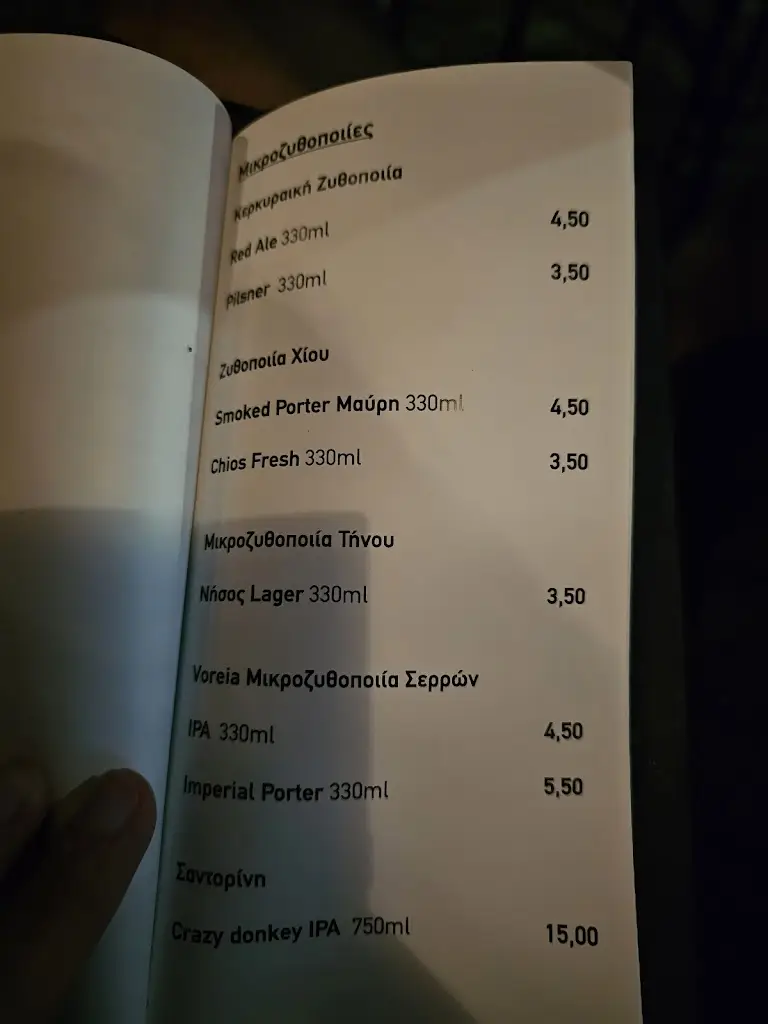 Μικροζυθοποιίες
Κερκυραική Ζυθοποιία
Red Ale 330ml 4,50
Pilsner 330ml 3,50
Ζυθοποιία Χίου
Smoked Porter Μαύρη 330ml 4,50
Chios Fresh 330ml 3,50
Μικροζυθοποιία Τήνου
Νήσος Lager 330ml 3,50
Voreia Μικροζυθοποιία Σερρών
IPA 330ml 4,50
Imperial Porter 330ml 5,50
Σαντορίνη
Crazy donkey IPA 750ml 15,00